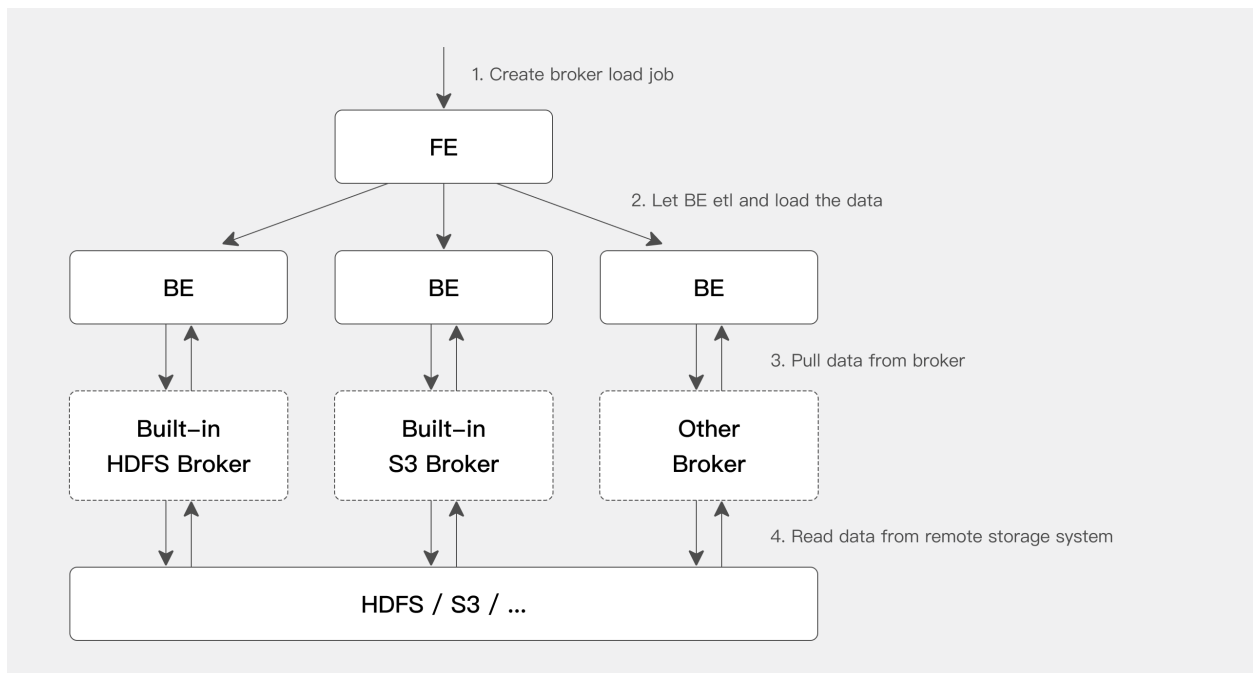 1. Create broker load job
FE
2. Let BE etl and load the data
BE
BE
BE
3. Pull data from broker
Built-in
HDFS Broker
Built-in
S3 Broker
Other
Broker
4. Read data from remote storage system
HDFS / S3 / ...